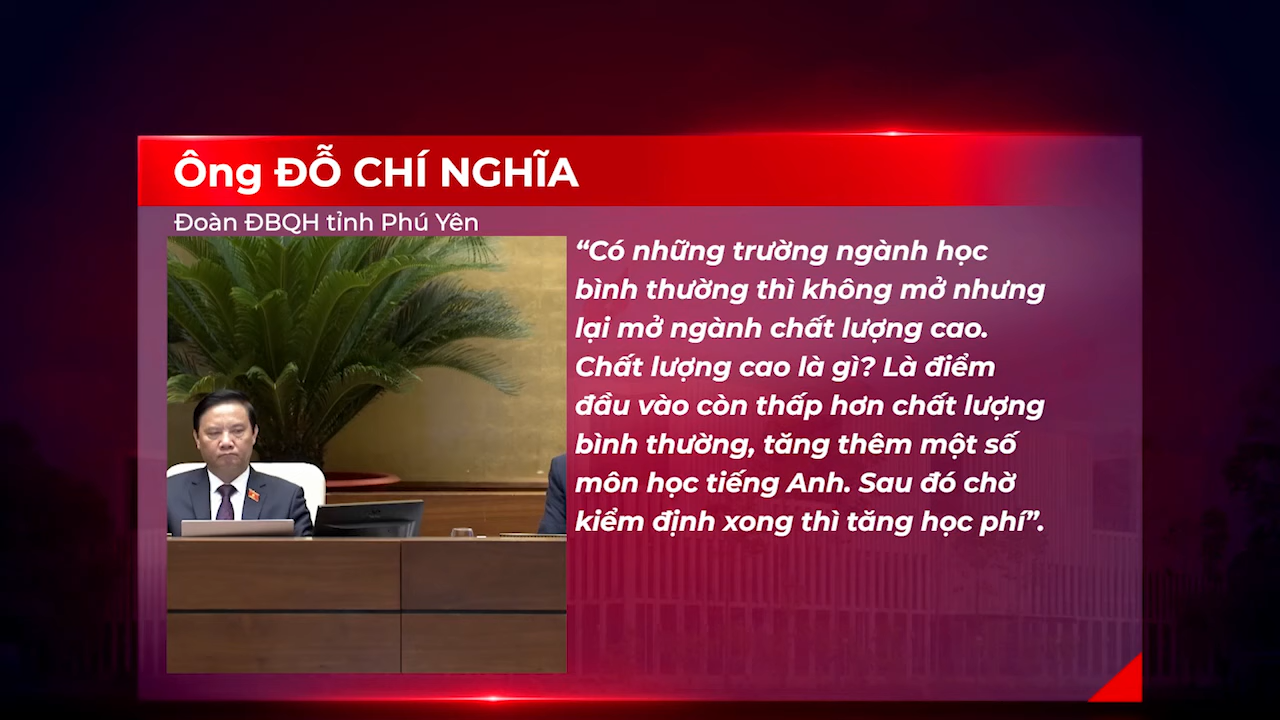 Ông ĐỖ CHÍ NGHĨA
Đoàn ĐBQH tỉnh Phú Yên
“Có những trường ngành học
bình thường thì không mở nhưng
lại mở ngành chất lượng cao.
Chất lượng cao là gì? Là điểm
đầu vào còn thấp hơn chất lượng
bình thường, tăng thêm một số
môn học tiếng Anh. Sau đó chờ
kiểm định xong thì tăng học phí”.